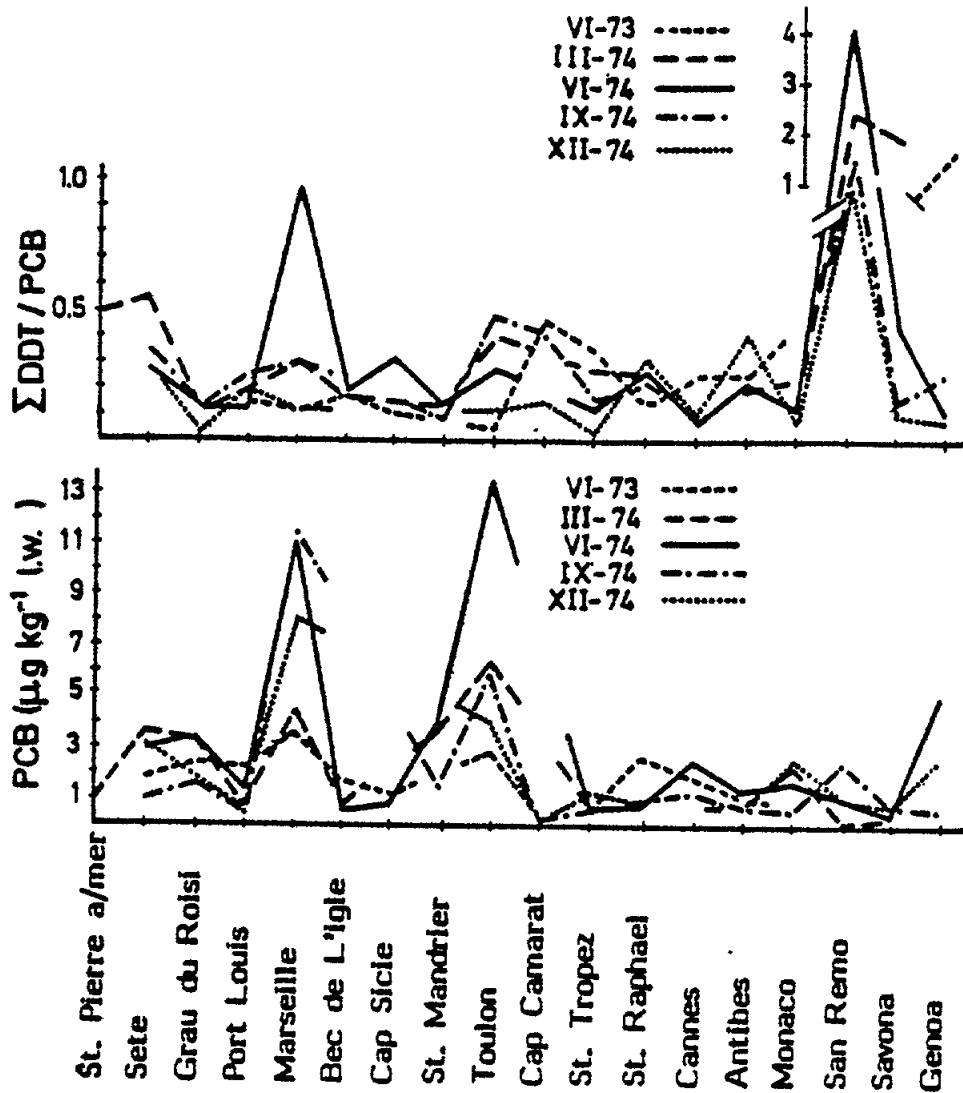 VI-73
III-74
VI-74
IX-74
XII-74
4
3
2
1
1.0
0.5
ΣDDT / PCB
VI-73
III-74
VI-74
IX-74
XII-74
13
11
9
7
5
3
1
PCB (µg kg⁻¹ l.w. )
St. Pierre a/mer
Sete
Grau du Roisi
Port Louis
Marseille
Bec de L'igle
Cap Sicie
St. Mandrier
Toulon
Cap Camarat
St. Tropez
St. Raphael
Cannes
Antibes
Monaco
San Remo
Savona
Genoa